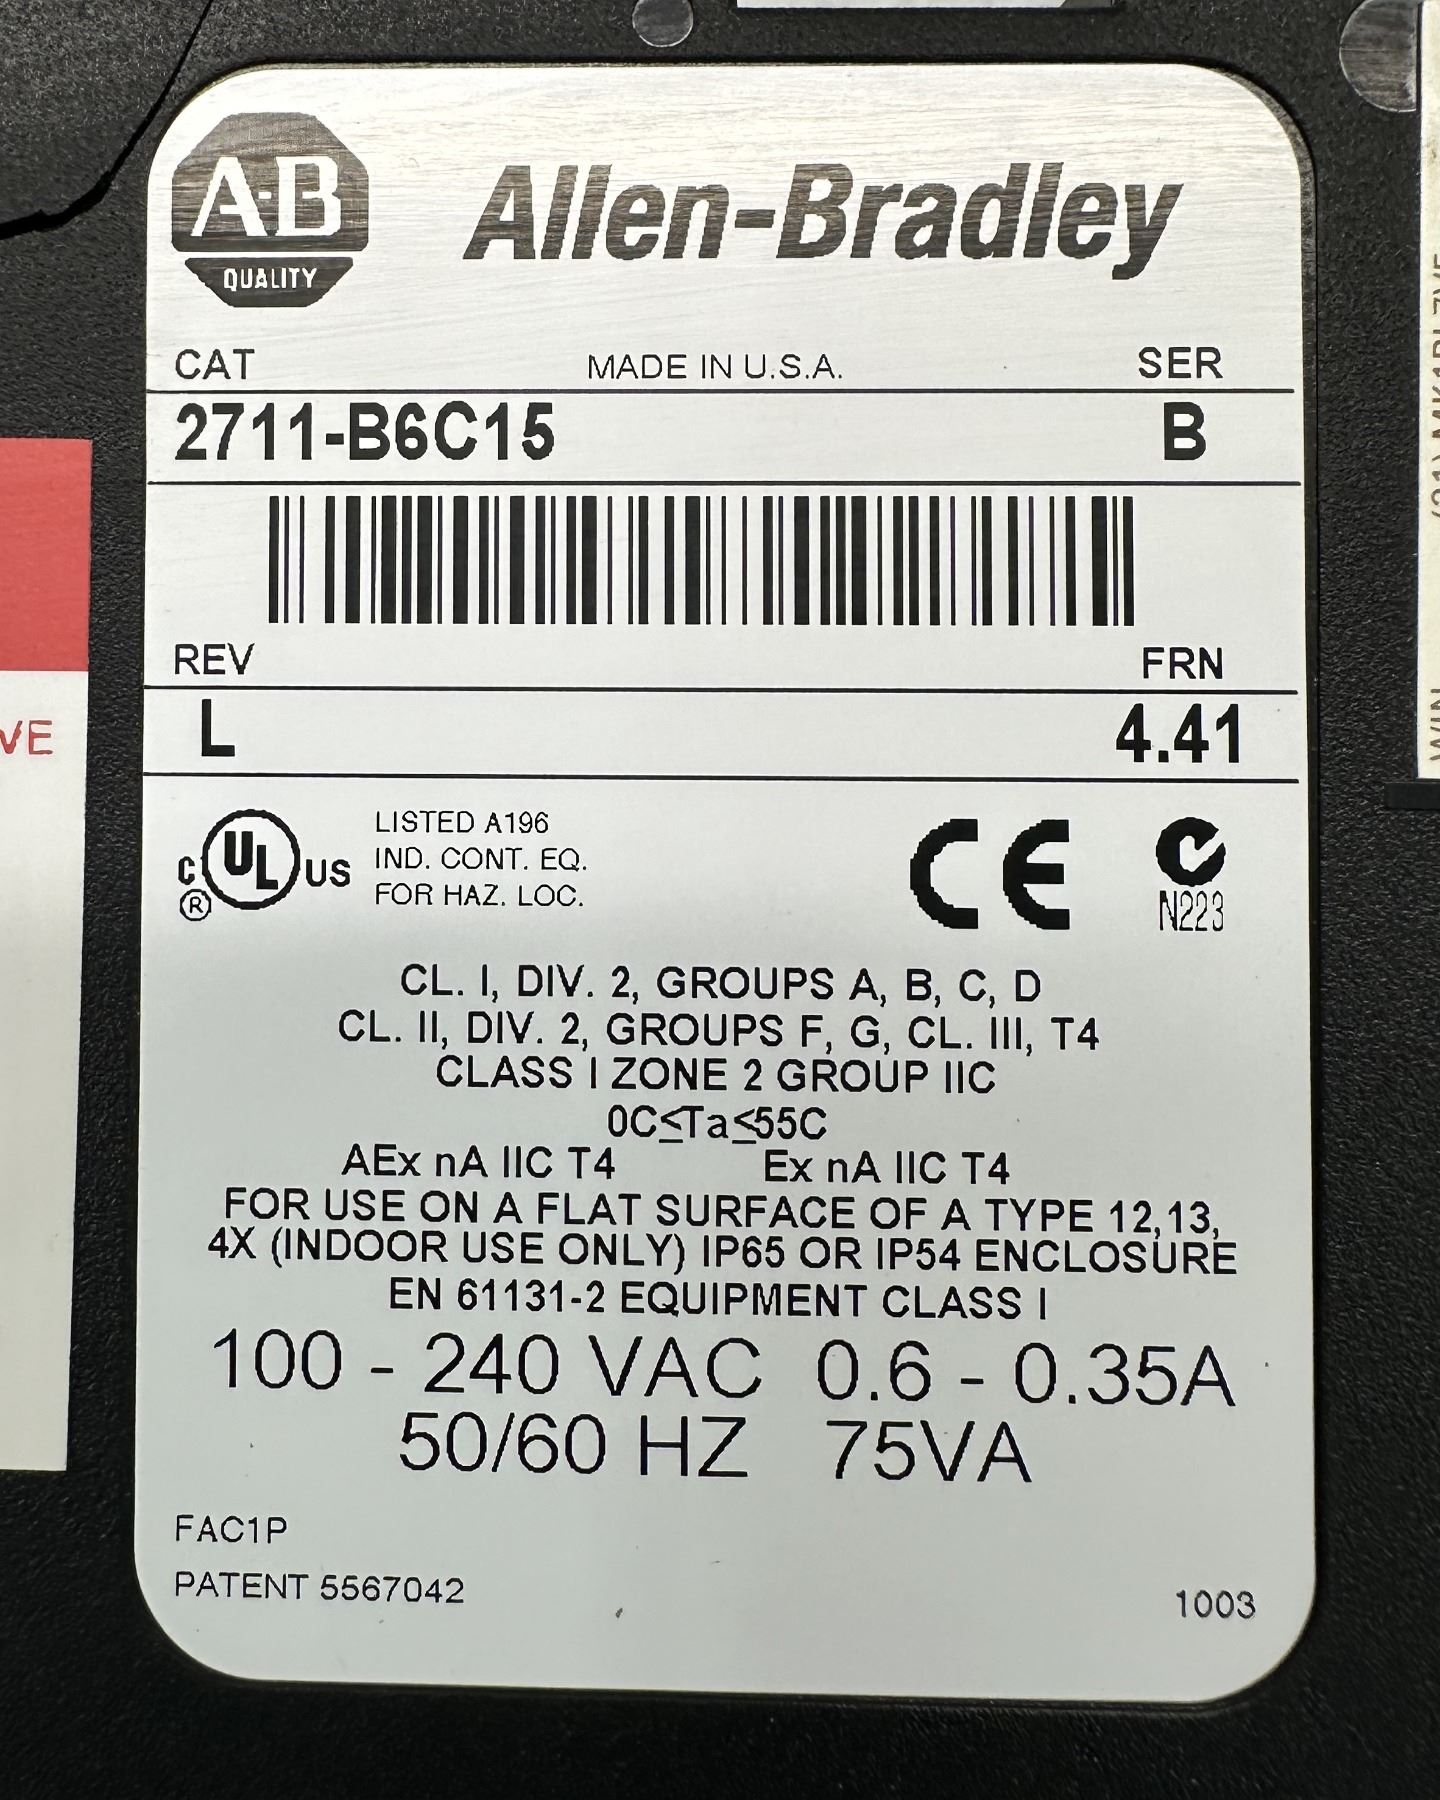 A-B
QUALITY
Allen-Bradley
CAT MADE IN U.S.A. SER
2711-B6C15 B
REV FRN
L 4.41
c UL US
®
LISTED A196
IND. CONT. EQ.
FOR HAZ. LOC.
CE
N223
CL. I, DIV. 2, GROUPS A, B, C, D
CL. II, DIV. 2, GROUPS F, G, CL. III, T4
CLASS I ZONE 2 GROUP IIC
0C≤Ta≤55C
AEx nA IIC T4 Ex nA IIC T4
FOR USE ON A FLAT SURFACE OF A TYPE 12,13,
4X (INDOOR USE ONLY) IP65 OR IP54 ENCLOSURE
EN 61131-2 EQUIPMENT CLASS I
100 - 240 VAC 0.6 - 0.35A
50/60 HZ 75VA
FAC1P
PATENT 5567042
1003
VE